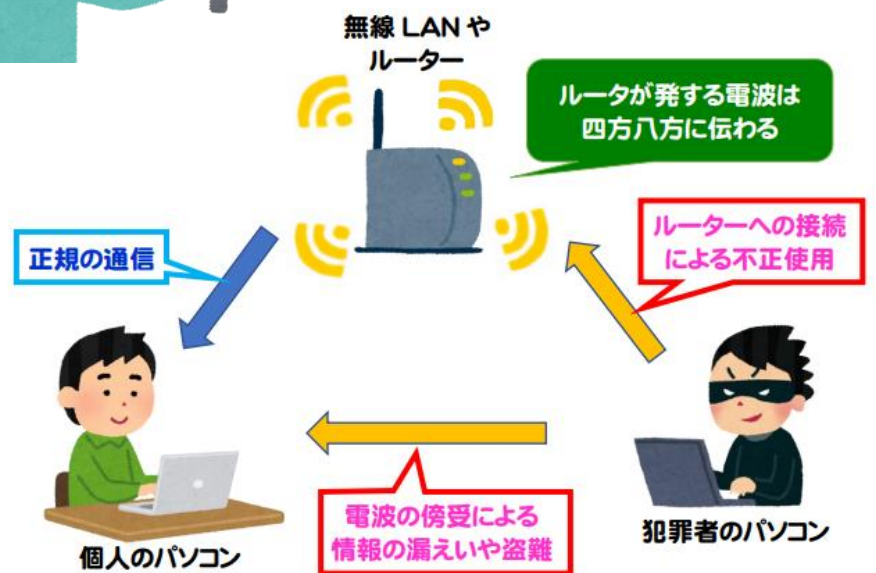 無線 LAN や
ルーター
ルータが発する電波は
四方八方に伝わる
ルーターへの接続
による不正使用
正規の通信
電波の傍受による
情報の漏えいや盗難
犯罪者のパソコン
個人のパソコン